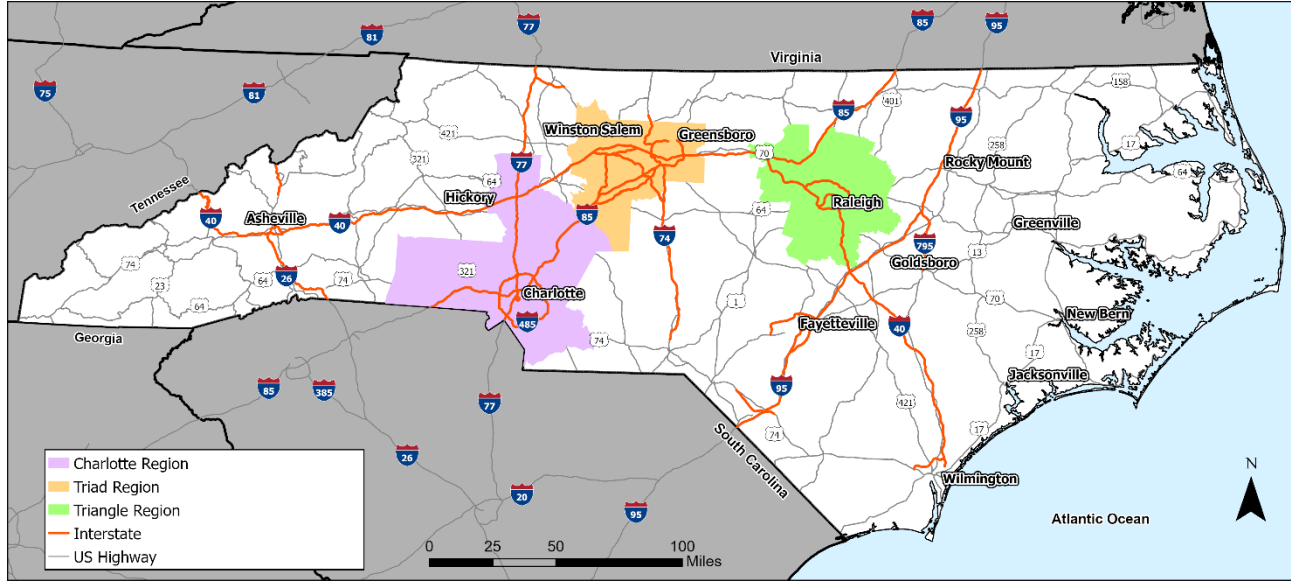 77
85
95
81
Virginia
75
81
158
401
85
95
421
Winston Salem
Greensboro
17
258
70
Rocky Mount
321
77
64
64
Tennessee
Hickory
Raleigh
64
85
64
40
Asheville
40
Greenville
74
795
13
74
Goldsboro
321
26
23
64
74
64
Charlotte
1
70
New Bern
485
Fayetteville
40
258
Georgia
74
17
Jacksonville
85
385
95
77
421
South Carolina
74
17
26
Wilmington
Charlotte Region
Triad Region
Triangle Region
Interstate
US Highway
20
95
N
Atlantic Ocean
0 25 50 100
Miles